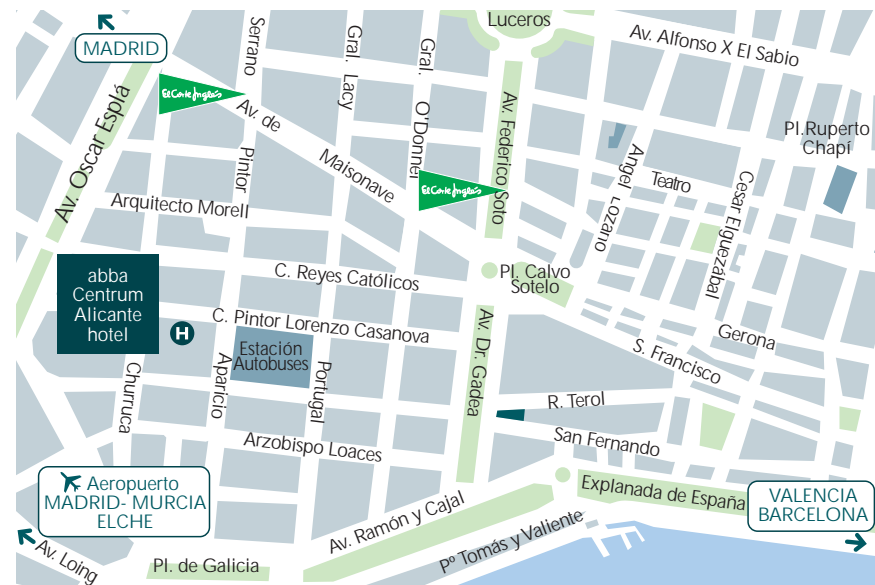 Luceros
MADRID
Serrano
Gral. Lacy
Gral. O'Donnel
Av. Alfonso X El Sabio
El Corte Inglés
Av. de Maisonave
Av. Federico Soto
Pl.Ruperto
Chapí
Av. Oscar Esplá
Pintor
Angel Lozano
Teatro
Cesar Elguezábal
El Corte Inglés
Arquitecto Morell
abba
Centrum
Alicante
hotel
C. Reyes Católicos
Pl. Calvo
Sotelo
H
C. Pintor Lorenzo Casanova
Av. Dr. Gadea
Gerona
S. Francisco
Estación
Autobuses
Churruca
Aparicio
Portugal
R. Terol
Arzobispo Loaces
San Fernando
Aeropuerto
MADRID- MURCIA
ELCHE
Explanada de España
VALENCIA
BARCELONA
Av. Ramón y Cajal
Pº Tomás y Valiente
Av. Loing
Pl. de Galicia